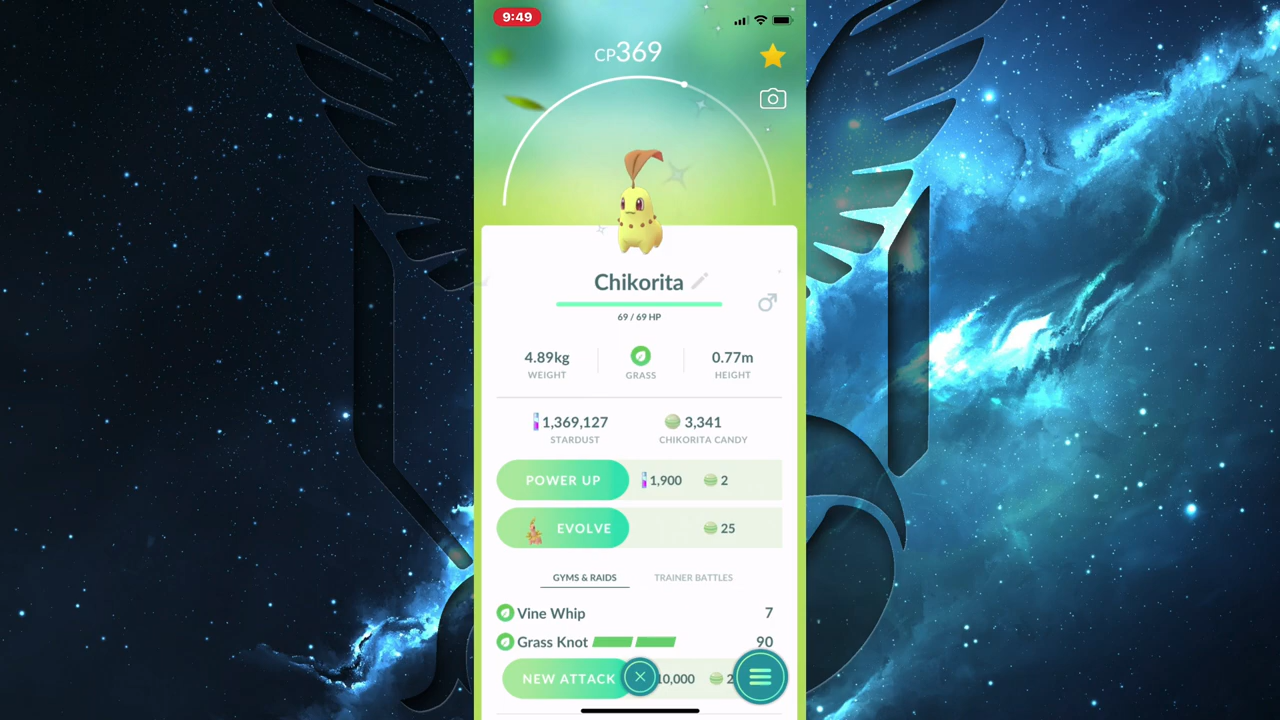 9:49
CP369
Chikorita
69 / 69 HP
4.89kg
WEIGHT
GRASS
0.77m
HEIGHT
1,369,127
STARDUST
3,341
CHIKORITA CANDY
POWER UP 1,900 2
EVOLVE 25
GYMS & RAIDS TRAINER BATTLES
Vine Whip 7
Grass Knot 90
NEW ATTACK